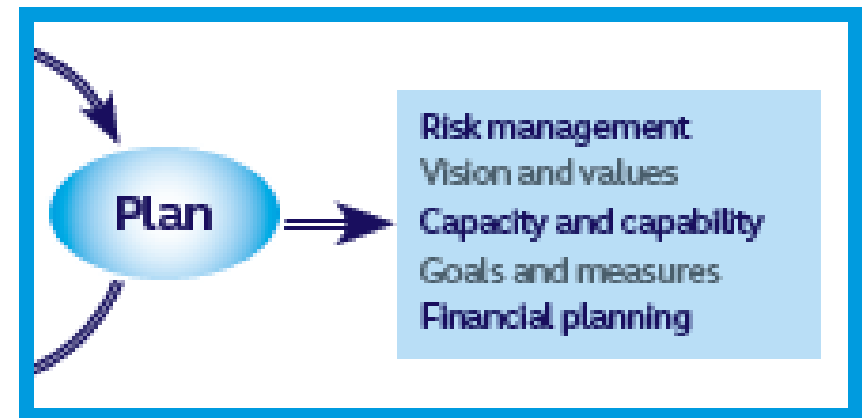 Plan
Risk management
Vision and values
Capacity and capability
Goals and measures
Financial planning